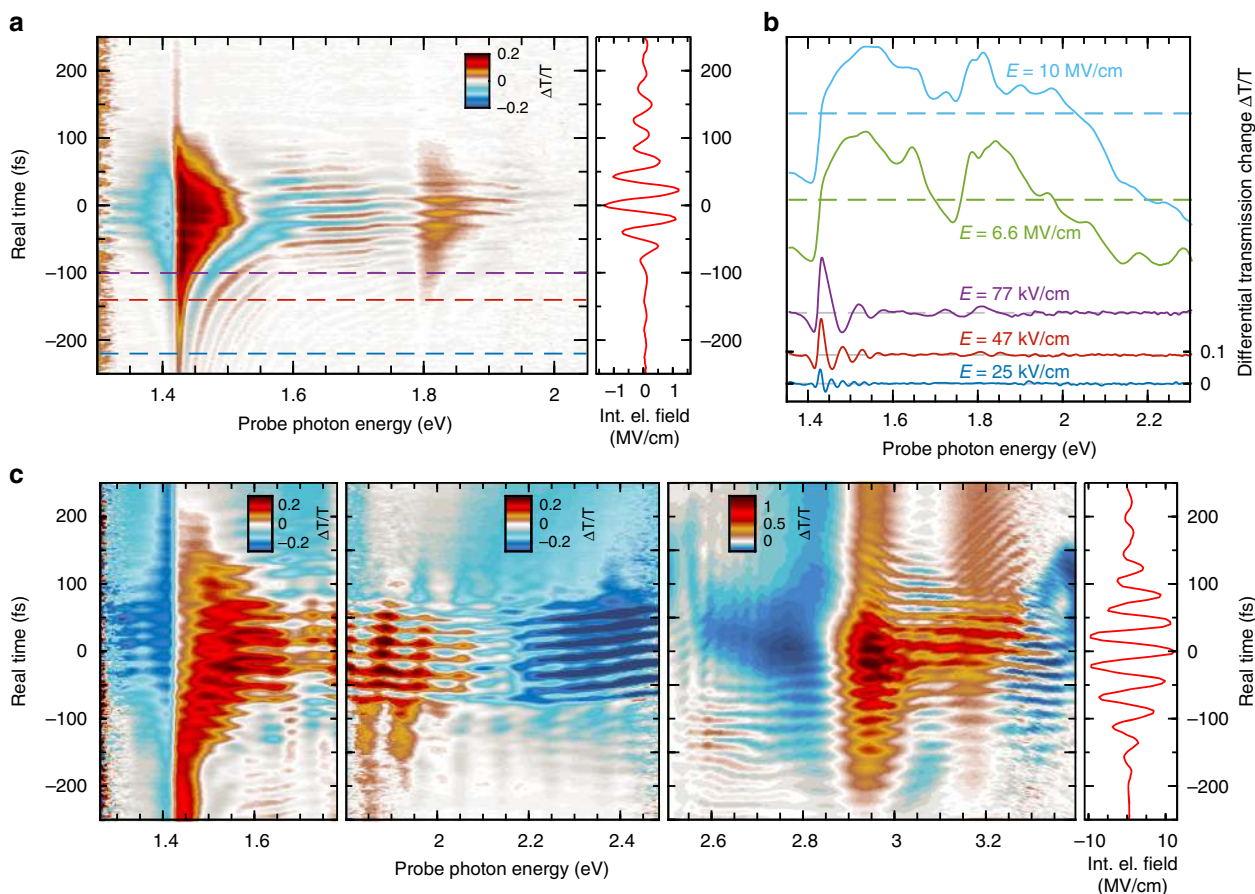 a
200
100
0
−100
−200
Real time (fs)
0.2
0
−0.2
ΔT/T
1.4
1.6
1.8
2
Probe photon energy (eV)
−1 0 1
Int. el. field
(MV/cm)
b
E = 10 MV/cm
E = 6.6 MV/cm
E = 77 kV/cm
E = 47 kV/cm
E = 25 kV/cm
200
100
0
−100
−200
0.1
0
Differential transmission change ΔT/T
1.4
1.6
1.8
2
2.2
Probe photon energy (eV)
c
200
100
0
−100
−200
Real time (fs)
0.2
0
−0.2
ΔT/T
0.2
0
−0.2
ΔT/T
1
0.5
0
ΔT/T
1.4
1.6
2
2.2
2.4
2.6
2.8
3
3.2
Probe photon energy (eV)
−10 0 10
Int. el. field
(MV/cm)
200
100
0
−100
−200
Real time (fs)